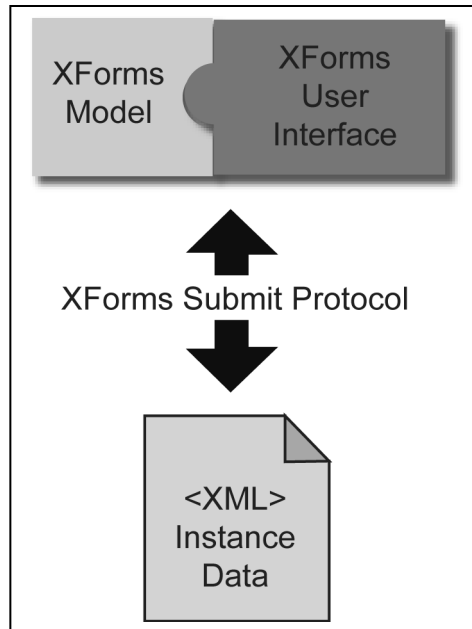 XForms
Model
XForms
User
Interface
XForms Submit Protocol
<XML>
Instance
Data